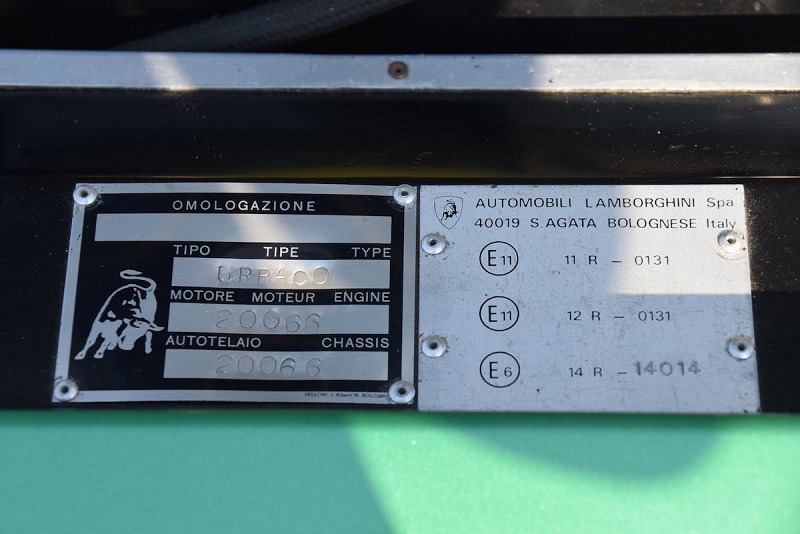 OMOLOGAZIONE
TIPO TIPE TYPE
URRACO
MOTORE MOTEUR ENGINE
20066
AUTOTELAIO CHASSIS
20066
AUTOMOBILI LAMBORGHINI Spa
40019 S.AGATA BOLOGNESE Italy
E11 11 R - 0131
E11 12 R - 0131
E6 14 R - 14014